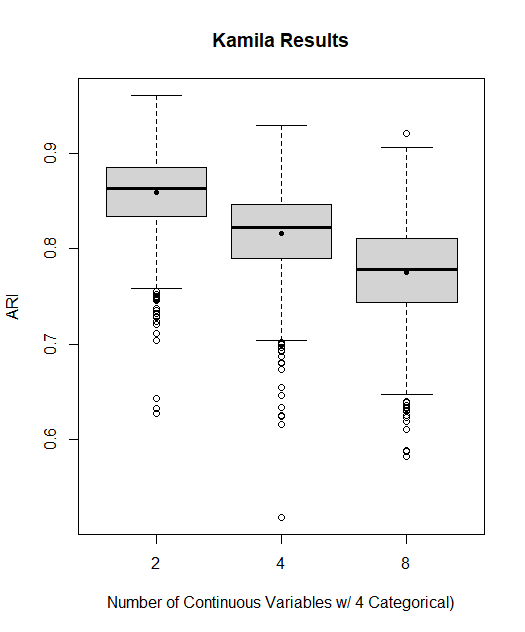 Kamila Results
0.9
0.8
0.7
0.6
ARI
2 4 8
Number of Continuous Variables w/ 4 Categorical)